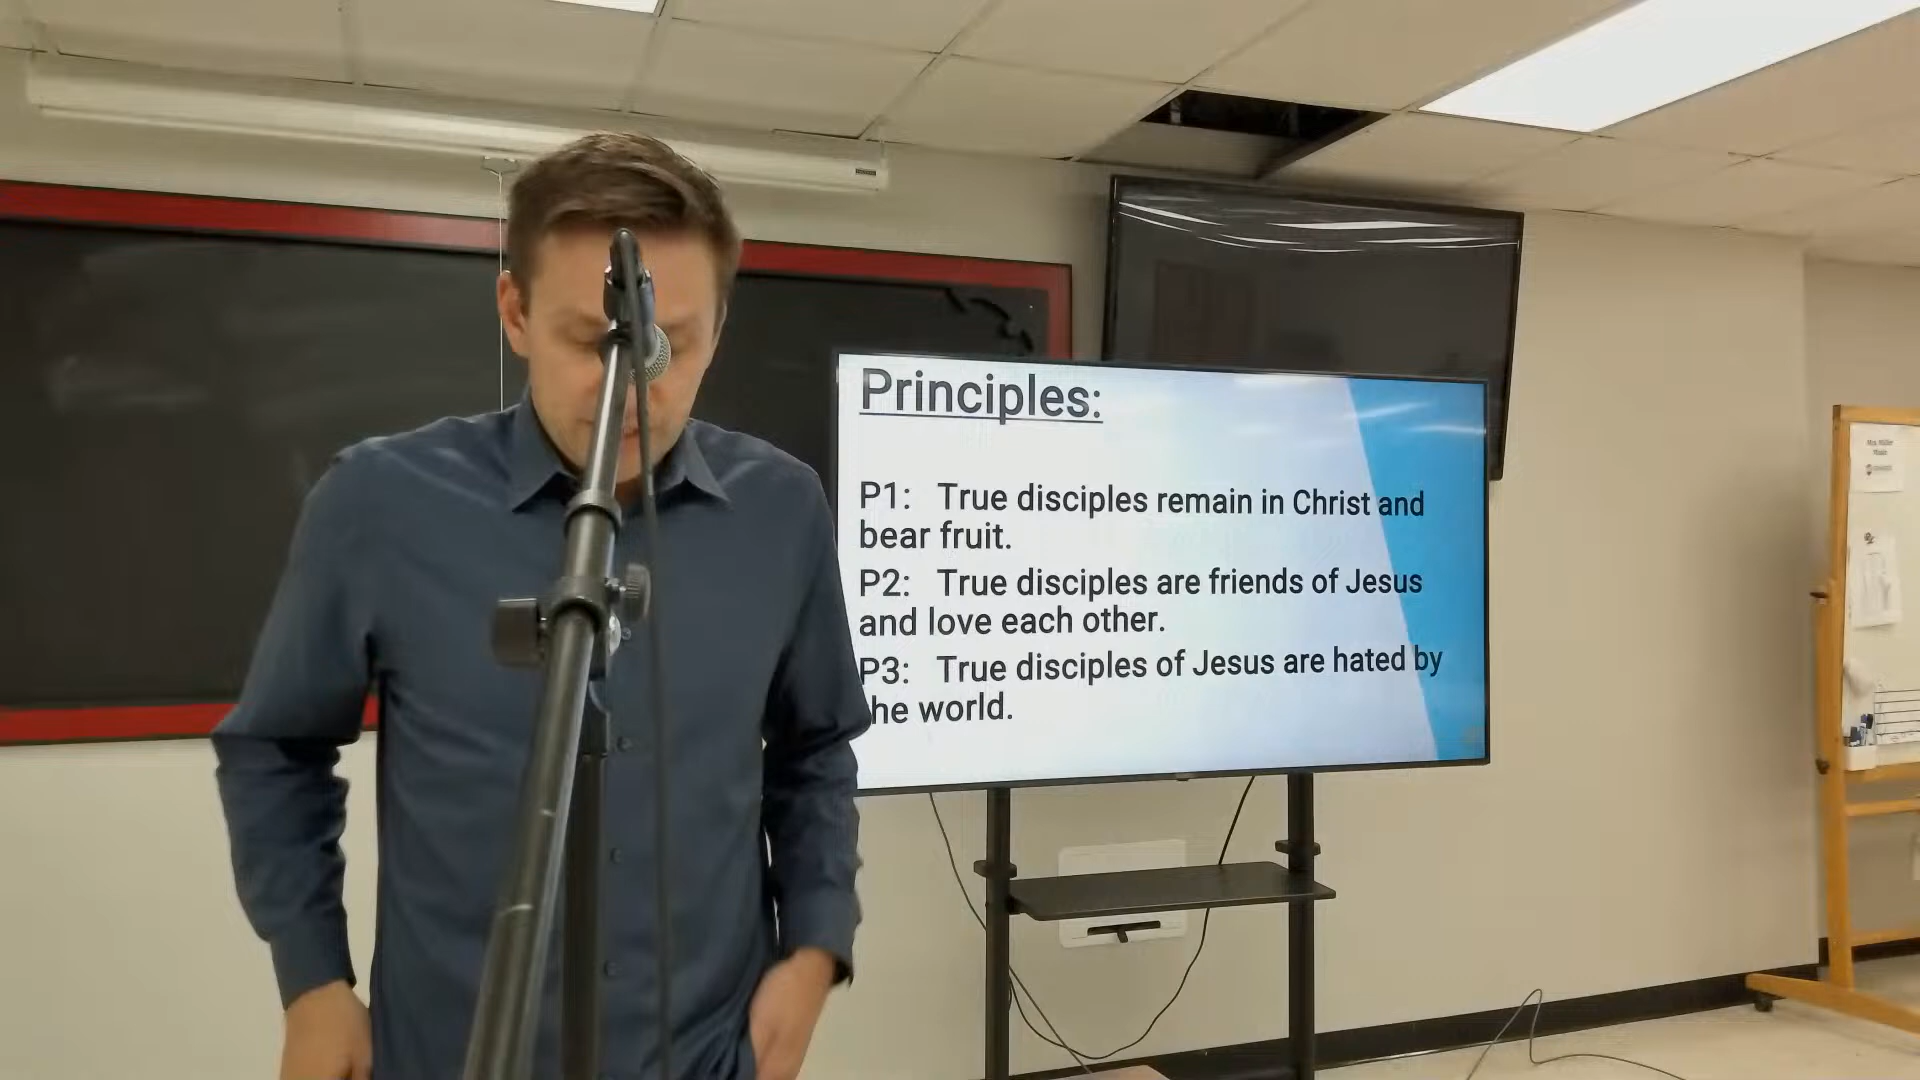 Principles:
P1: True disciples remain in Christ and
bear fruit.
P2: True disciples are friends of Jesus
and love each other.
P3: True disciples of Jesus are hated by
he world.